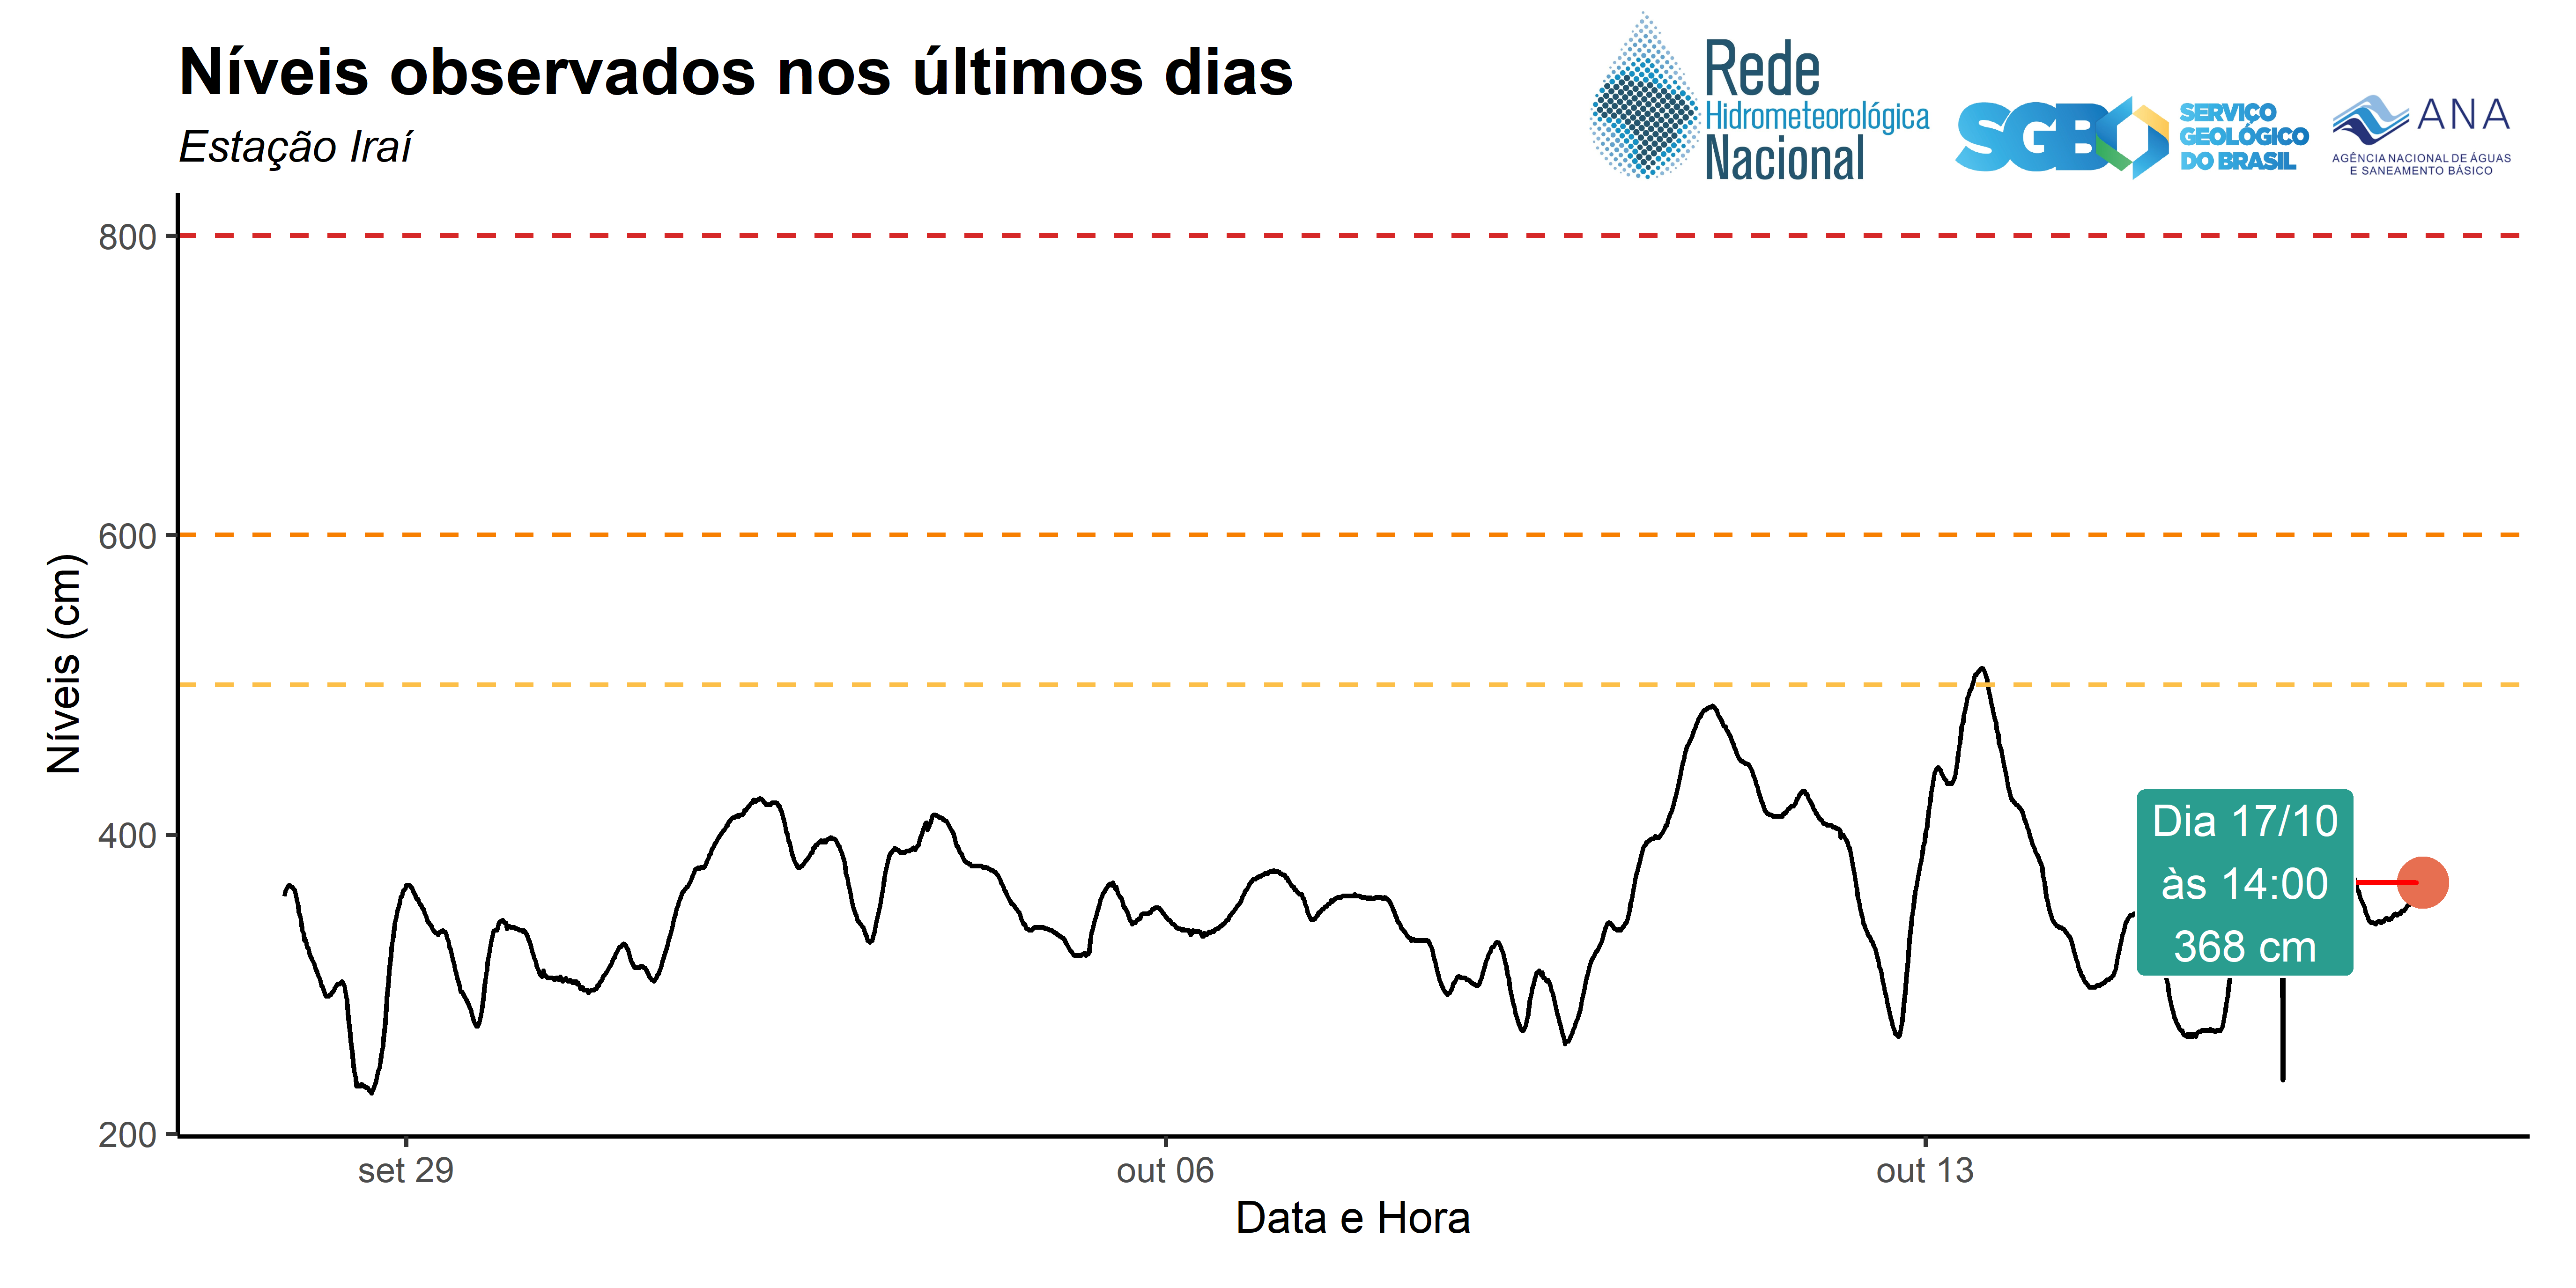 Níveis observados nos últimos dias
Estação Iraí
Rede
Hidrometeorológica
Nacional
SGB
SERVIÇO
GEOLÓGICO
DO BRASIL
ANA
AGÊNCIA NACIONAL DE ÁGUAS
E SANEAMENTO BÁSICO
Níveis (cm)
800
600
400
200
Dia 17/10
às 14:00
368 cm
set 29
out 06
out 13
Data e Hora